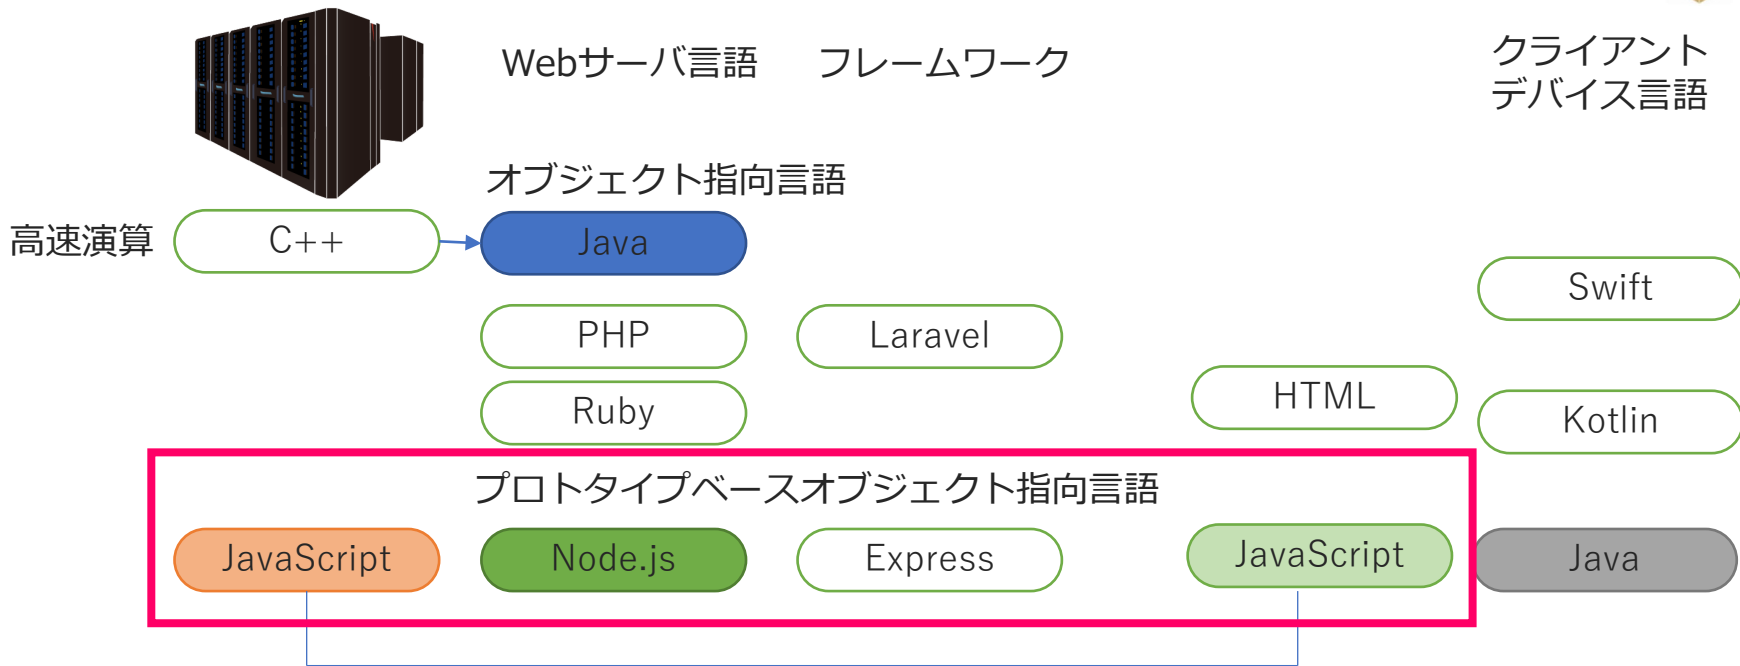 Webサーバ言語 フレームワーク
クライアント
デバイス言語
オブジェクト指向言語
高速演算 C++ Java
Swift
PHP Laravel
HTML
Ruby Kotlin
プロトタイプベースオブジェクト指向言語
JavaScript Node.js Express JavaScript Java